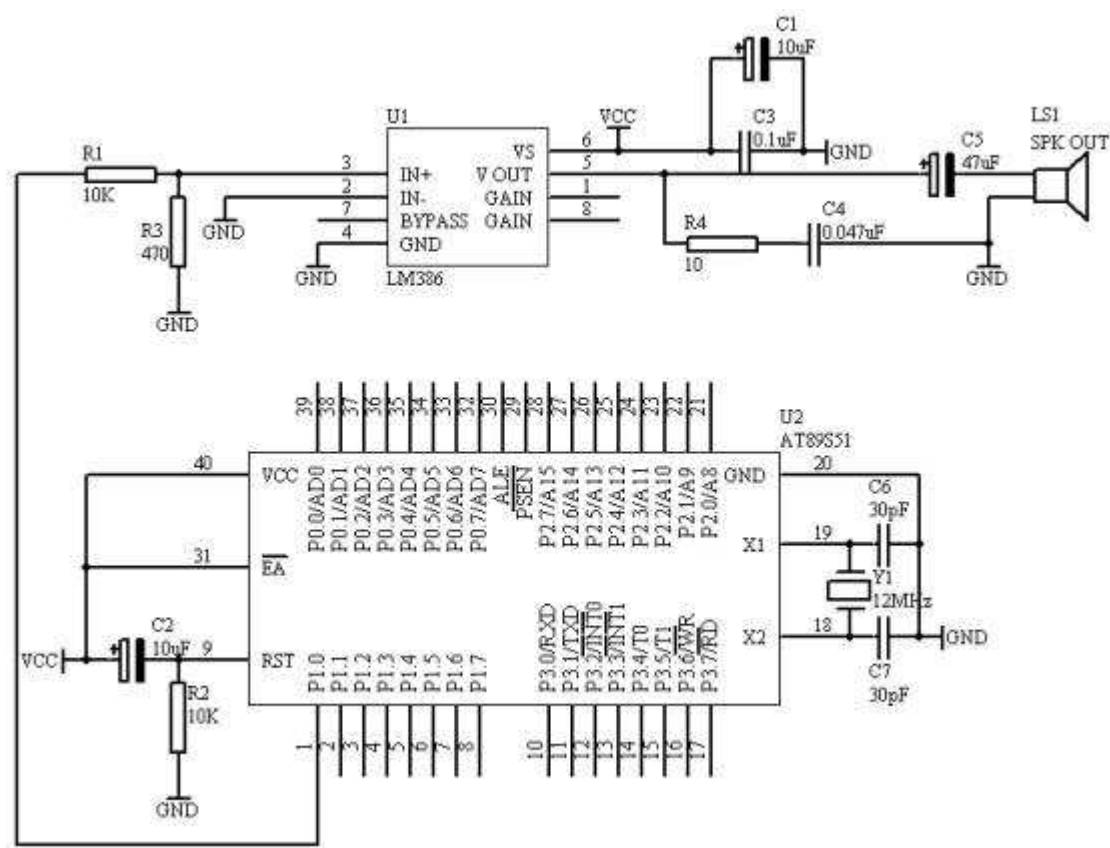 C1
10uF
U1
VCC
C3
0.1uF
LS1
SPK OUT
C5
47uF
R1
10K
3
IN+
VS
6
GND
2
IN-
V OUT
5
7
BYPASS
GAIN
1
4
GND
GAIN
8
LM386
GND
R3
470
GND
GND
R4
10
C4
0.047uF
GND
39
38
37
36
35
34
33
32
30
29
28
27
26
25
24
23
22
21
U2
AT89S51
40
VCC
P0.0/AD0
P0.1/AD1
P0.2/AD2
P0.3/AD3
P0.4/AD4
P0.5/AD5
P0.6/AD6
P0.7/AD7
ALE
PSEN
P2.7/A15
P2.6/A14
P2.5/A13
P2.4/A12
P2.3/A11
P2.2/A10
P2.1/A9
P2.0/A8
GND
20
C6
30pF
31
EA
X1
19
Y1
12MHz
VCC
C2
10uF
9
RST
P1.0
P1.1
P1.2
P1.3
P1.4
P1.5
P1.6
P1.7
P3.0/RXD
P3.1/TXD
P3.2/INT0
P3.3/INT1
P3.4/T0
P3.5/T1
P3.6/WR
P3.7/RD
X2
18
GND
C7
30pF
R2
10K
GND
1
2
3
4
5
6
7
8
10
11
12
13
14
15
16
17